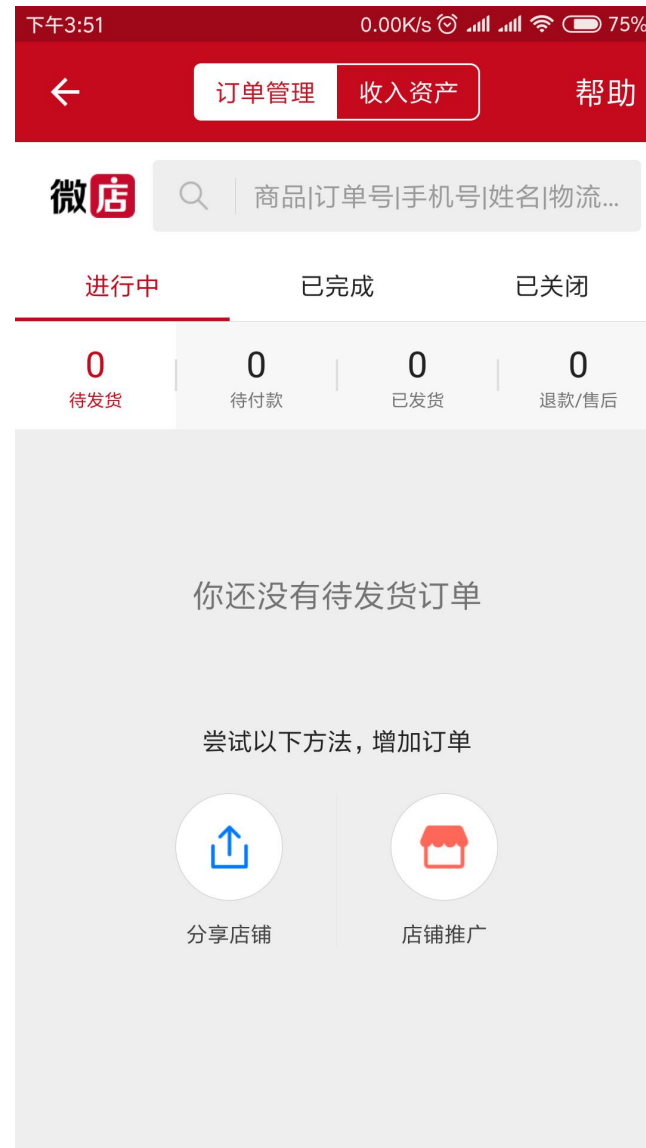 下午3:51 0.00K/s 75%
订单管理 收入资产 帮助
微店 商品|订单号|手机号|姓名|物流...
进行中 已完成 已关闭
0 0 0 0
待发货 待付款 已发货 退款/售后
你还没有待发货订单
尝试以下方法，增加订单
分享店铺 店铺推广